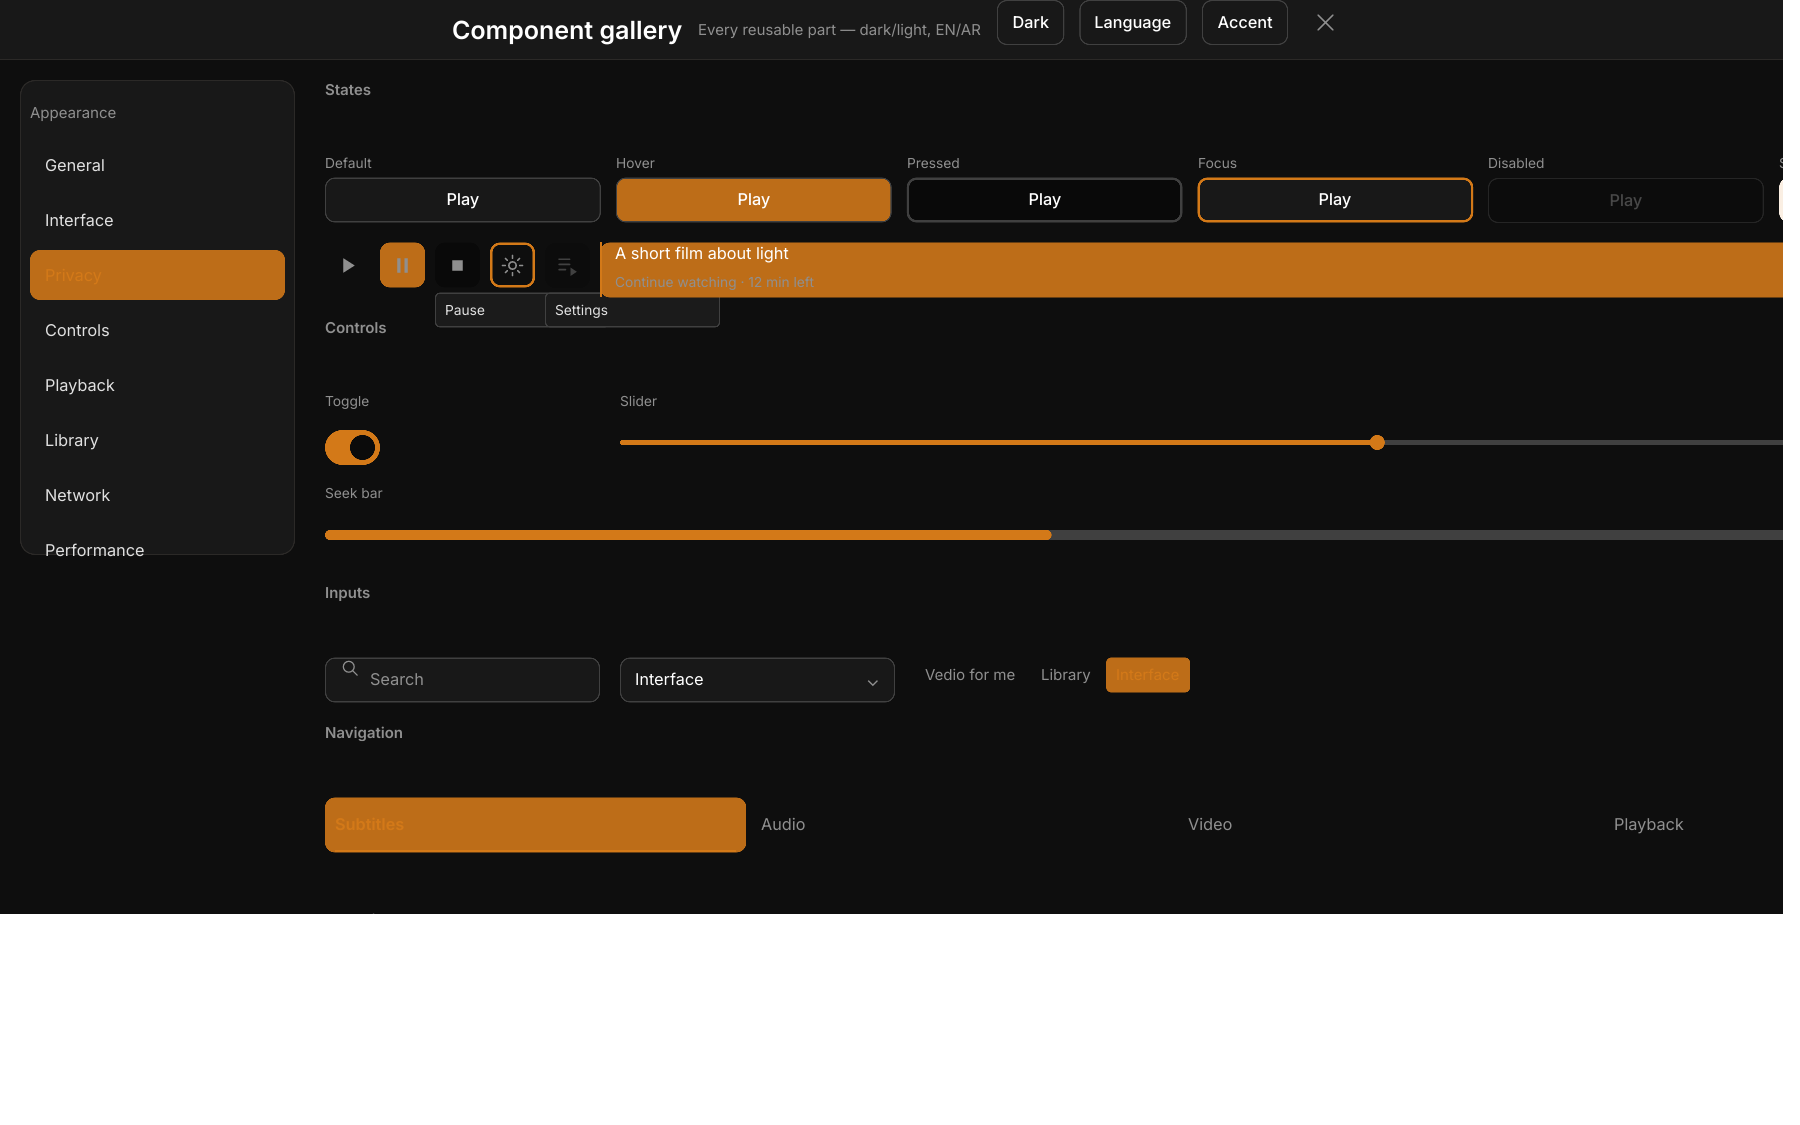 Component gallery
Every reusable part — dark/light, EN/AR
Dark
Language
Accent
Appearance
General
Interface
Privacy
Controls
Playback
Library
Network
Performance
States
Default
Hover
Pressed
Focus
Disabled
Play
Play
Play
Play
Play
A short film about light
Continue watching · 12 min left
Pause
Settings
Controls
Toggle
Slider
Seek bar
Inputs
Search
Interface
Vedio for me
Library
Interface
Navigation
Subtitles
Audio
Video
Playback